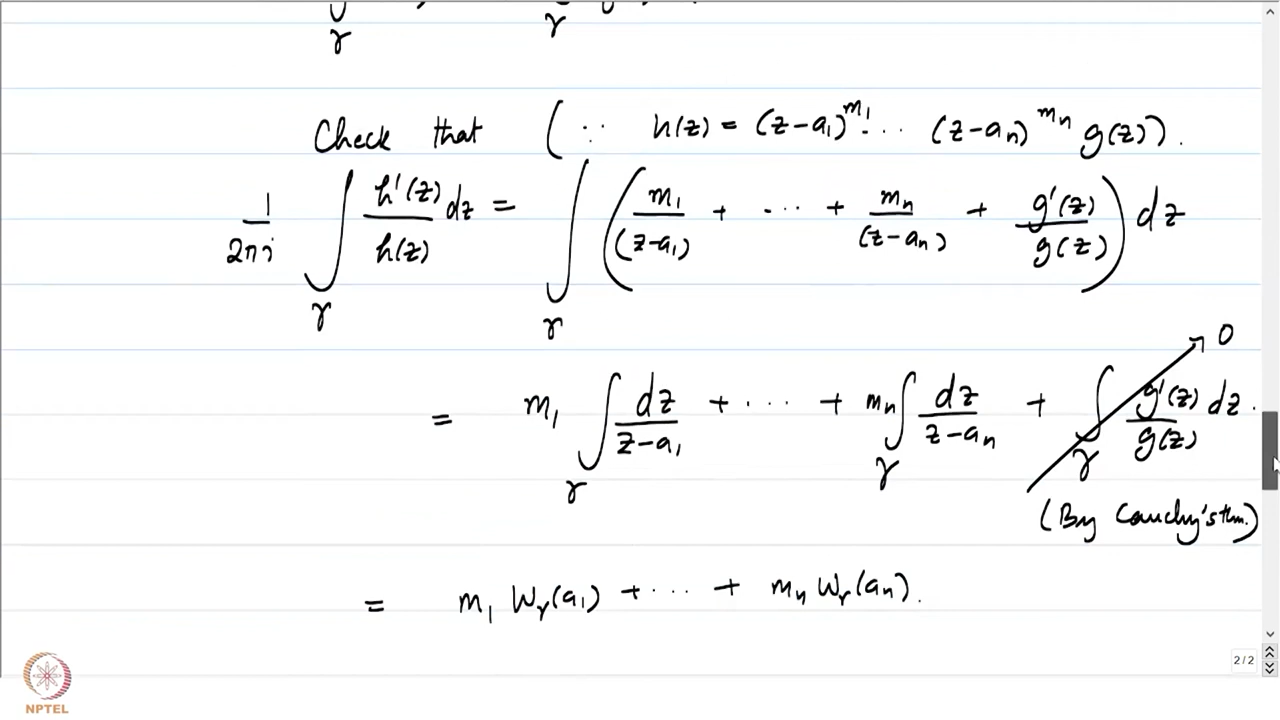 γ γ
Check that (∵ h(z) = (z-a₁)^m₁ ... (z-aₙ)^mₙ g(z)).
1/2πi ∫_γ h'(z)/h(z) dz = ∫_γ ( m₁/(z-a₁) + ... + mₙ/(z-aₙ) + g'(z)/g(z) ) dz
= m₁ ∫_γ dz/z-a₁ + ... + mₙ ∫_γ dz/z-aₙ + ∫_γ g'(z)/g(z) dz. → 0
(By Cauchy's thm.)
= m₁ W_γ(a₁) + ... + mₙ W_γ(aₙ).
2/2
NPTEL